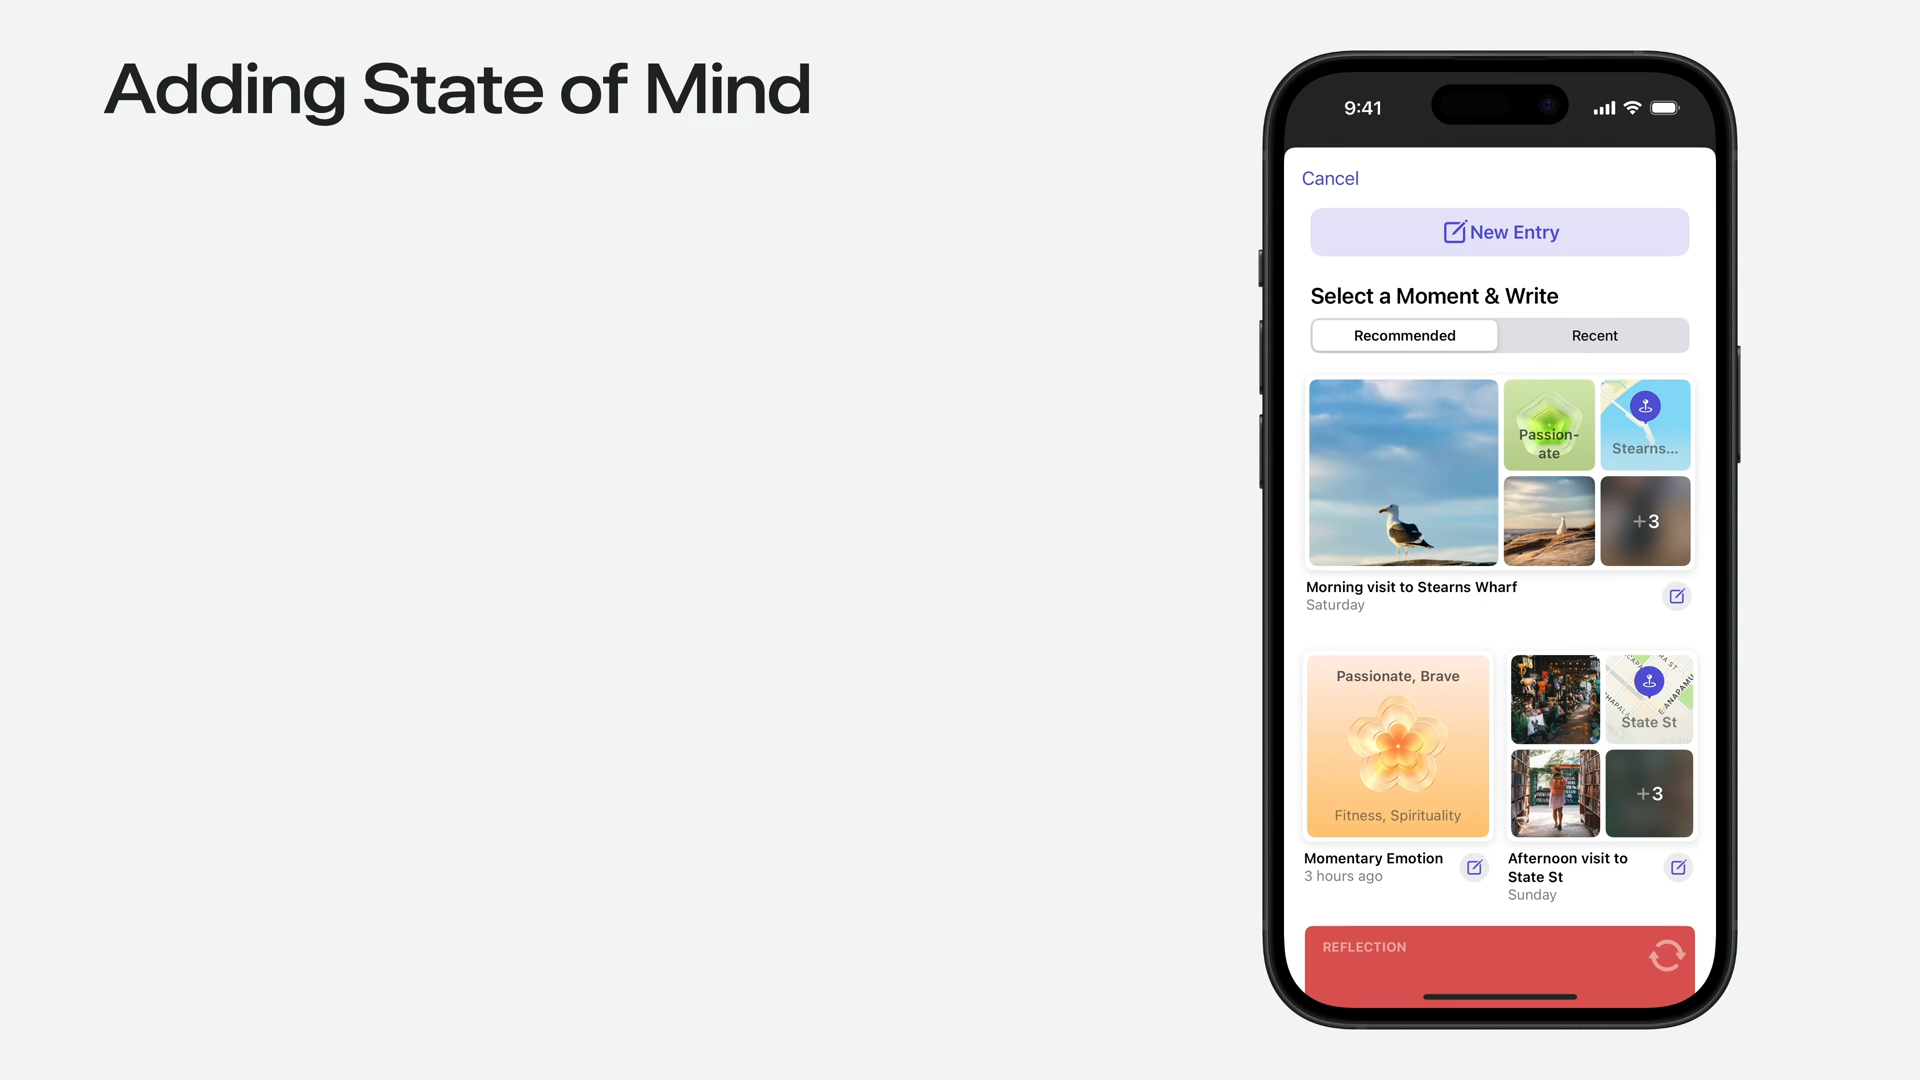 Adding State of Mind
9:41
Cancel
New Entry
Select a Moment & Write
Recommended
Recent
Passion-
ate
Stearns...
+3
Morning visit to Stearns Wharf
Saturday
Passionate, Brave
Fitness, Spirituality
State St
+3
Momentary Emotion
3 hours ago
Afternoon visit to
State St
Sunday
REFLECTION